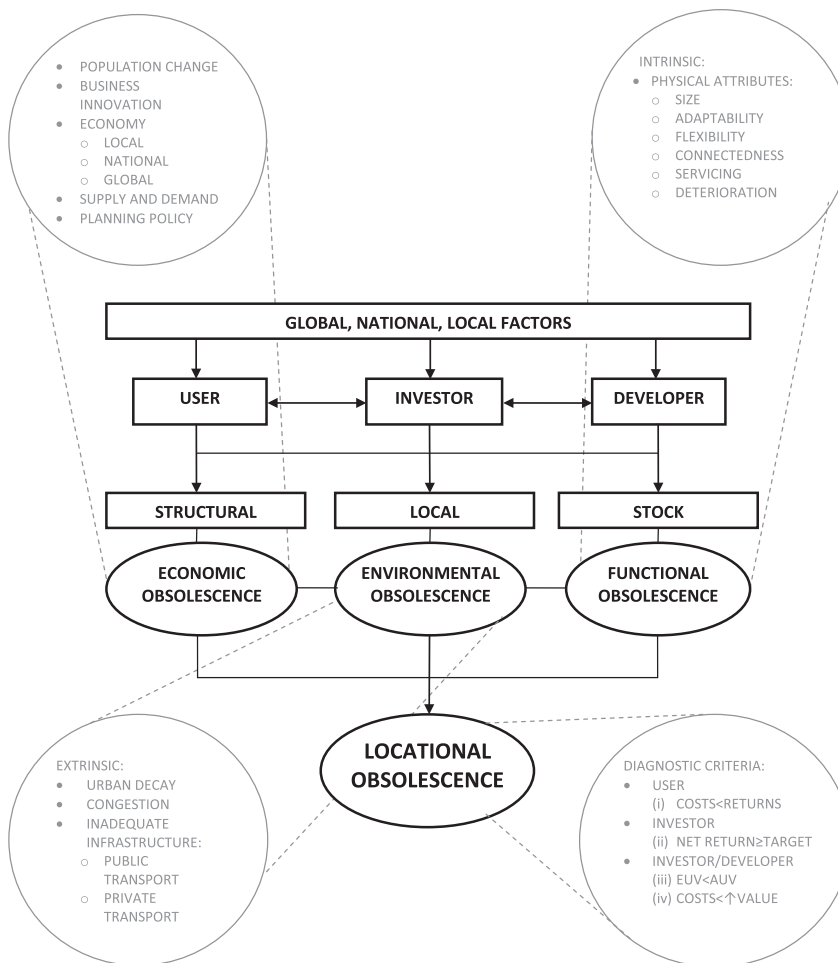 • POPULATION CHANGE
• BUSINESS
INNOVATION
• ECONOMY
○ LOCAL
○ NATIONAL
○ GLOBAL
• SUPPLY AND DEMAND
• PLANNING POLICY
INTRINSIC:
• PHYSICAL ATTRIBUTES:
○ SIZE
○ ADAPTABILITY
○ FLEXIBILITY
○ CONNECTEDNESS
○ SERVICING
○ DETERIORATION
GLOBAL, NATIONAL, LOCAL FACTORS
USER
INVESTOR
DEVELOPER
STRUCTURAL
LOCAL
STOCK
ECONOMIC
OBSOLESCENCE
ENVIRONMENTAL
OBSOLESCENCE
FUNCTIONAL
OBSOLESCENCE
LOCATIONAL
OBSOLESCENCE
EXTRINSIC:
• URBAN DECAY
• CONGESTION
• INADEQUATE
INFRASTRUCTURE:
○ PUBLIC
TRANSPORT
○ PRIVATE
TRANSPORT
DIAGNOSTIC CRITERIA:
• USER
(i) COSTS<RETURNS
• INVESTOR
(ii) NET RETURN≥TARGET
• INVESTOR/DEVELOPER
(iii) EUV<AUV
(iv) COSTS<↑VALUE